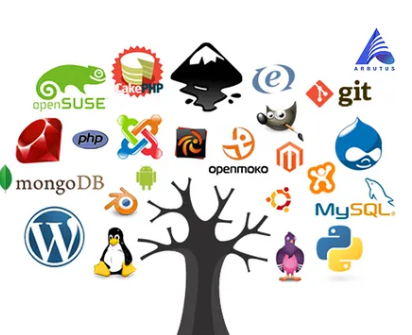 ARBUTUS
openSUSE
CakePHP
e
git
php
openmoko
mongoDB
MySQL
W